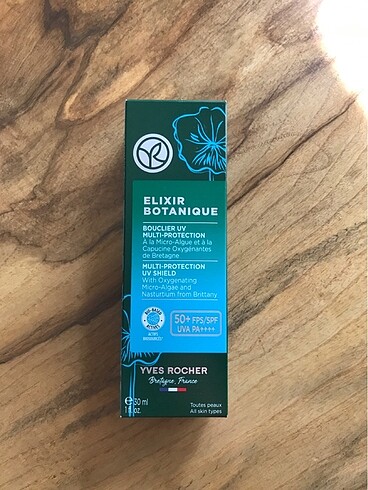 YR
ELIXIR
BOTANIQUE
BOUCLIER UV
MULTI-PROTECTION
A la Micro-Algue et à la
Capucine Oxygénantes
de Bretagne
MULTI-PROTECTION
UV SHIELD
With Oxygenating
Micro-Algae and
Nasturtium from Brittany
50+ FPS/SPF
UVA PA++++
YVES ROCHER
Bretagne, France
℮ 30 ml
1 fl. oz.
Toutes peaux
All skin types